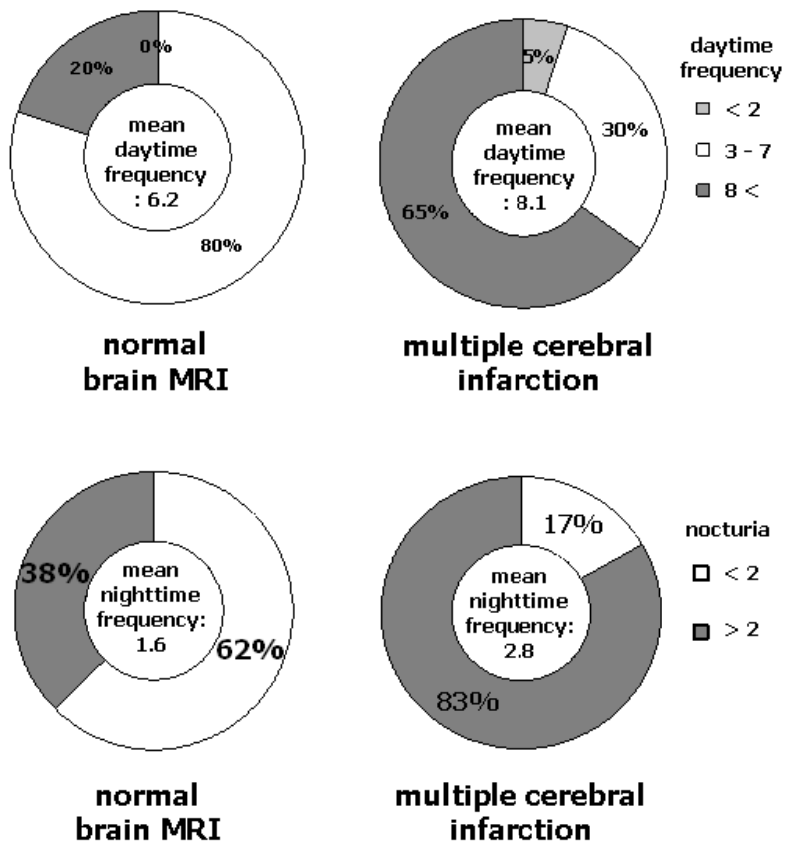 0%
20%
mean
daytime
frequency
: 6.2
80%
normal
brain MRI
5%
30%
mean
daytime
frequency
: 8.1
65%
multiple cerebral
infarction
daytime
frequency
< 2
3 - 7
8 <
38%
mean
nighttime
frequency:
1.6
62%
normal
brain MRI
17%
mean
nighttime
frequency:
2.8
83%
multiple cerebral
infarction
nocturia
< 2
> 2